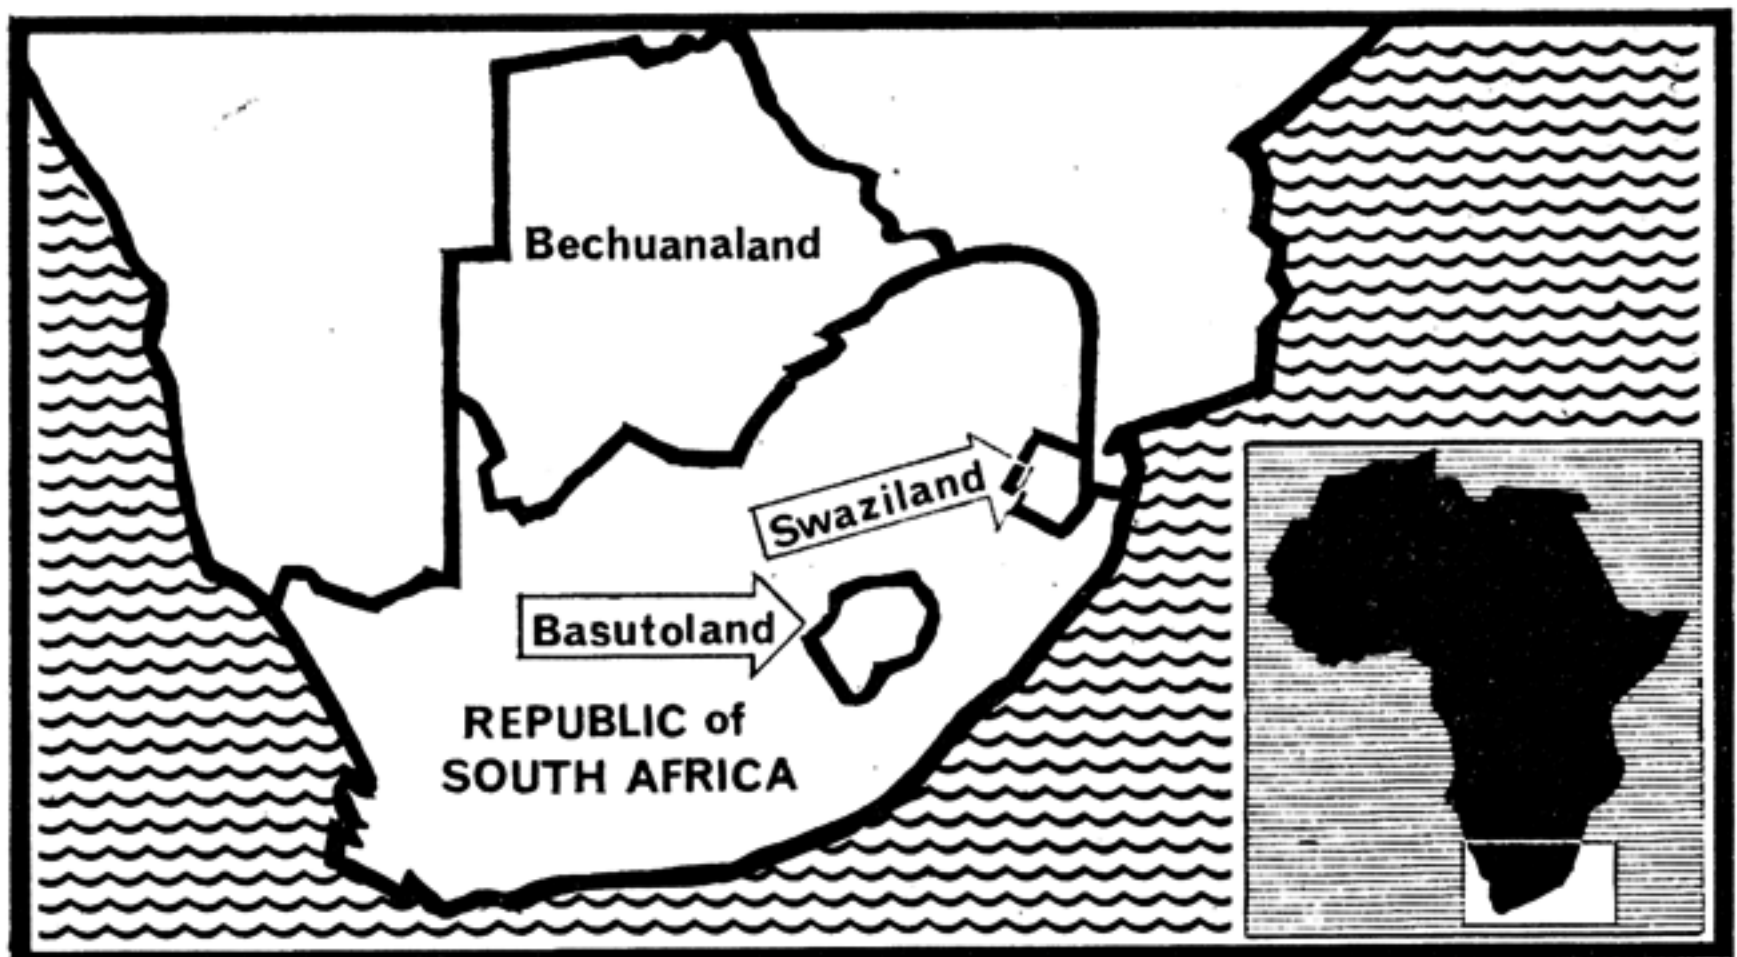 Bechuanaland
Swaziland
Basutoland
REPUBLIC of
SOUTH AFRICA